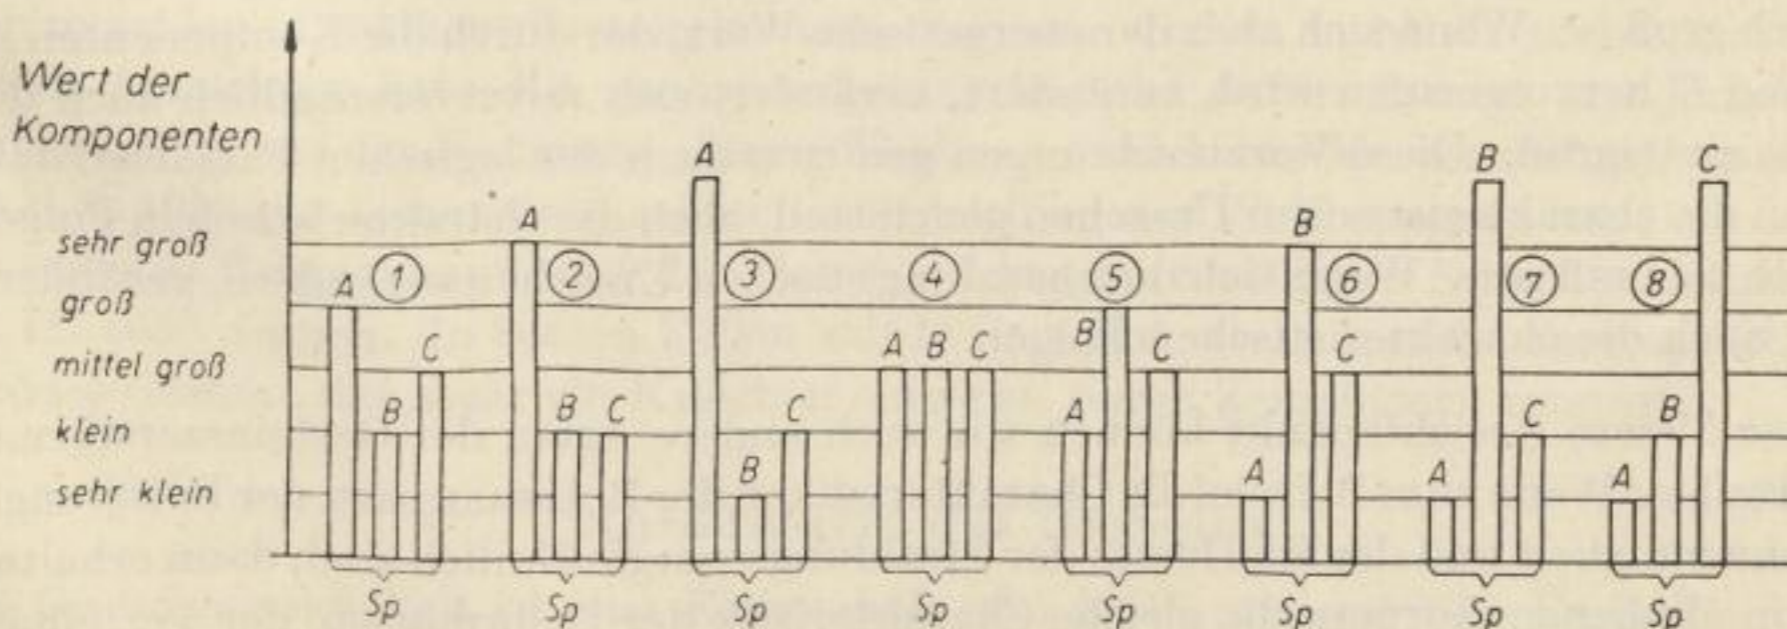 Wert der
Komponenten
sehr groß
groß
mittel groß
klein
sehr klein
A B C 1 Sp
A B C 2 Sp
A B C 3 Sp
A B C 4 Sp
A B C 5 Sp
A B C 6 Sp
A B C 7 Sp
A B C 8 Sp